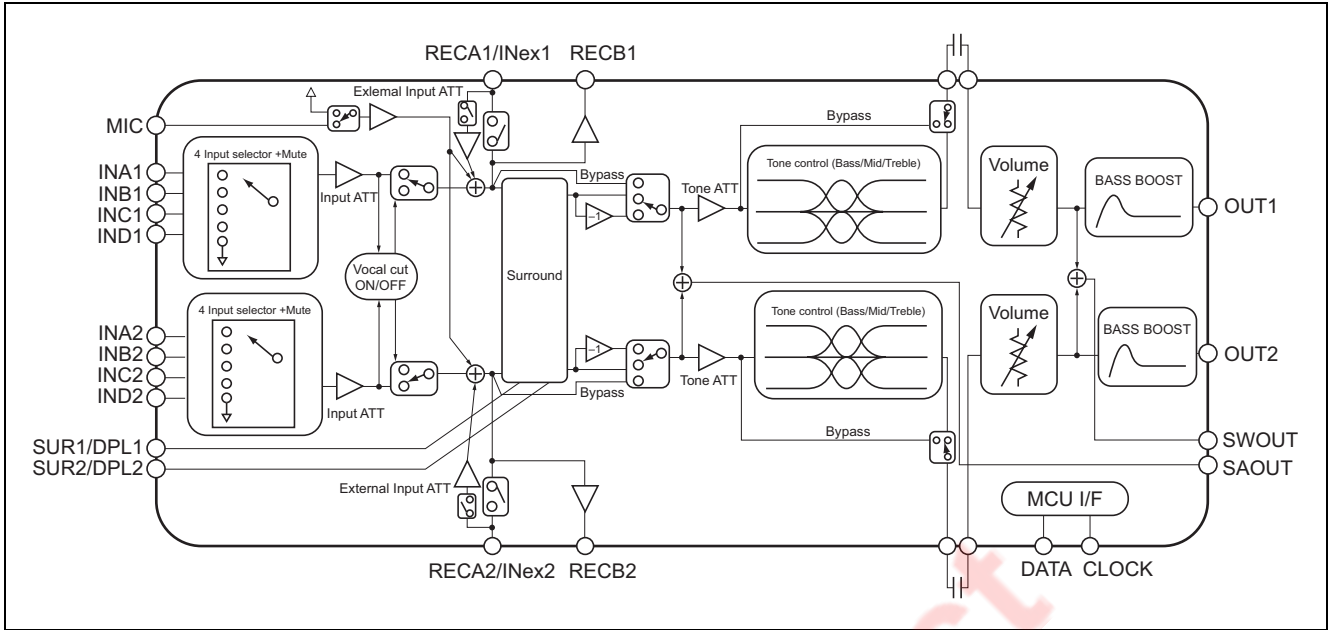 RECA1/INex1 RECB1
Exlemal Input ATT
MIC
Bypass
4 Input selector +Mute
INA1
INB1
INC1
IND1
Input ATT
Bypass
Tone ATT
Tone control (Bass/Mid/Treble)
Volume
BASS BOOST
OUT1
−1
Vocal cut
ON/OFF
Surround
4 Input selector +Mute
INA2
INB2
INC2
IND2
Input ATT
−1
Bypass
Tone ATT
Tone control (Bass/Mid/Treble)
Volume
BASS BOOST
OUT2
Bypass
SUR1/DPL1
SUR2/DPL2
SWOUT
SAOUT
External Input ATT
MCU I/F
RECA2/INex2 RECB2
DATA CLOCK